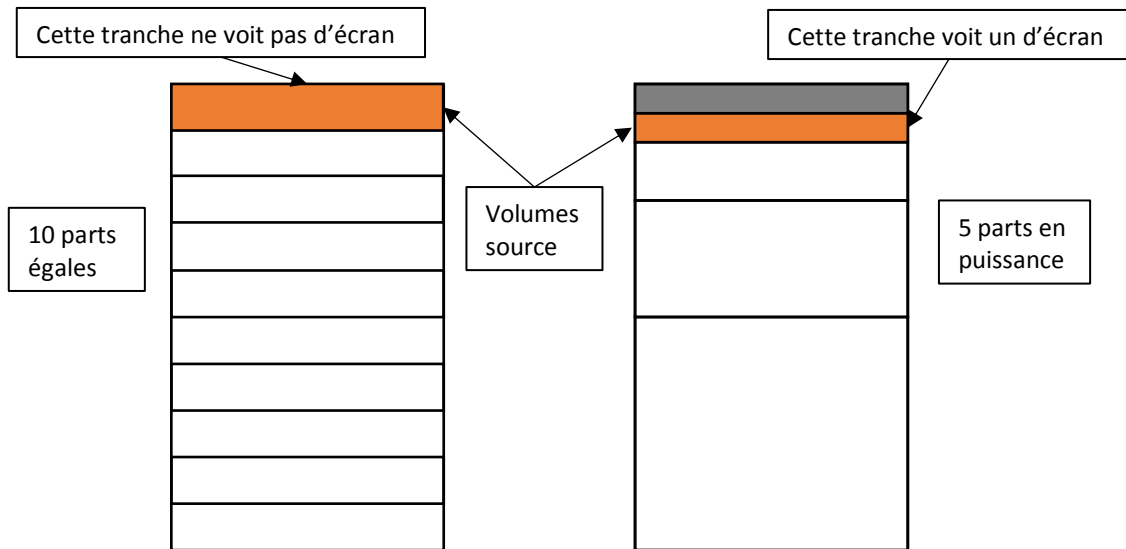 Cette tranche ne voit pas d’écran
Cette tranche voit un d’écran
10 parts
égales
Volumes
source
5 parts en
puissance